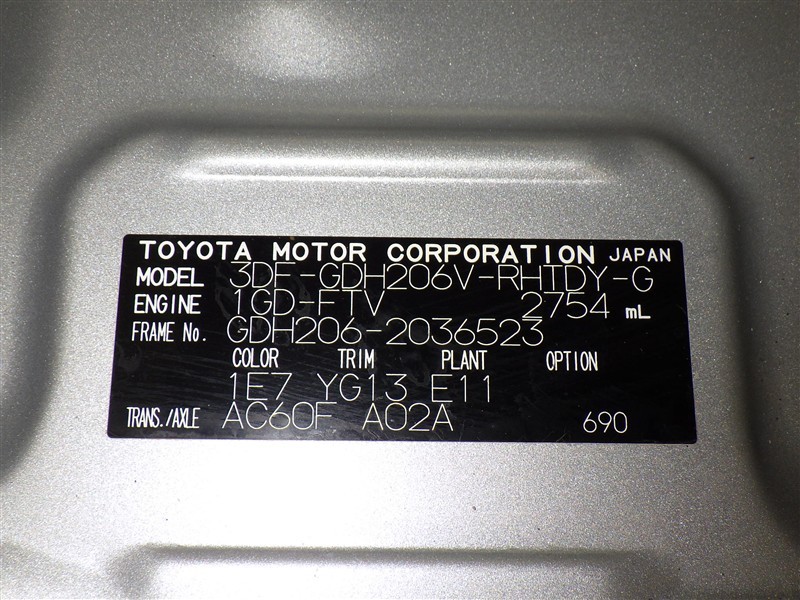 TOYOTA MOTOR CORPORATION JAPAN
MODEL 3DF-GDH206V-RHTDY-G
ENGINE 1GD-FTV 2754 mL
FRAME No. GDH206-2036523
COLOR TRIM PLANT OPTION
1E7 YG13 E11
TRANS./AXLE AC60F A02A 690